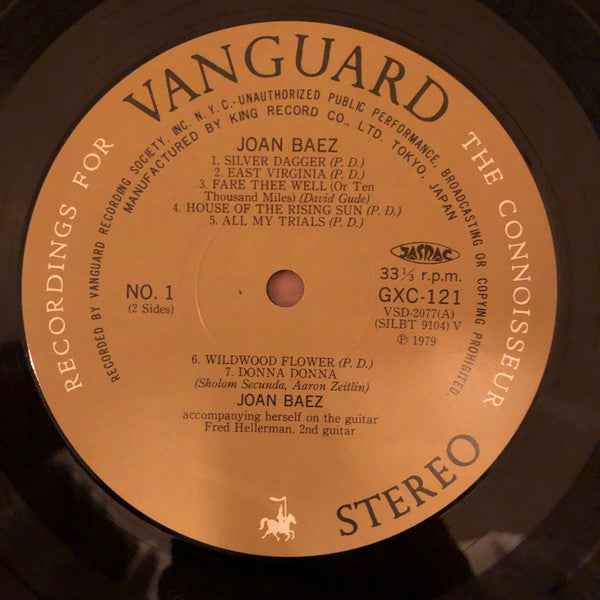 VANGUARD
RECORDINGS FOR THE CONNOISSEUR
RECORDED BY VANGUARD RECORDING SOCIETY, INC. N.Y.C.·UNAUTHORIZED PUBLIC PERFORMANCE, BROADCASTING OR COPYING PROHIBITED.
MANUFACTURED BY KING RECORD CO., LTD. TOKYO, JAPAN
JOAN BAEZ
1. SILVER DAGGER (P. D.)
2. EAST VIRGINIA (P. D.)
3. FARE THEE WELL (Or Ten
Thousand Miles) (David Gude)
4. HOUSE OF THE RISING SUN (P. D.)
5. ALL MY TRIALS (P. D.)
JASRAC
NO. 1
(2 Sides)
33⅓ r.p.m.
GXC-121
VSD-2077(A)
(SILBT 9104) V
Ⓟ 1979
6. WILDWOOD FLOWER (P. D.)
7. DONNA DONNA
(Sholom Secunda, Aaron Zeitlin)
JOAN BAEZ
accompanying herself on the guitar
Fred Hellerman, 2nd guitar
STEREO